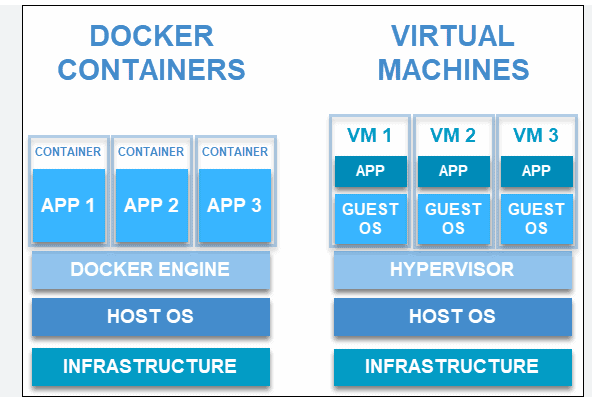 DOCKER
CONTAINERS
CONTAINER
CONTAINER
CONTAINER
APP 1
APP 2
APP 3
DOCKER ENGINE
HOST OS
INFRASTRUCTURE
VIRTUAL
MACHINES
VM 1
VM 2
VM 3
APP
APP
APP
GUEST
OS
GUEST
OS
GUEST
OS
HYPERVISOR
HOST OS
INFRASTRUCTURE